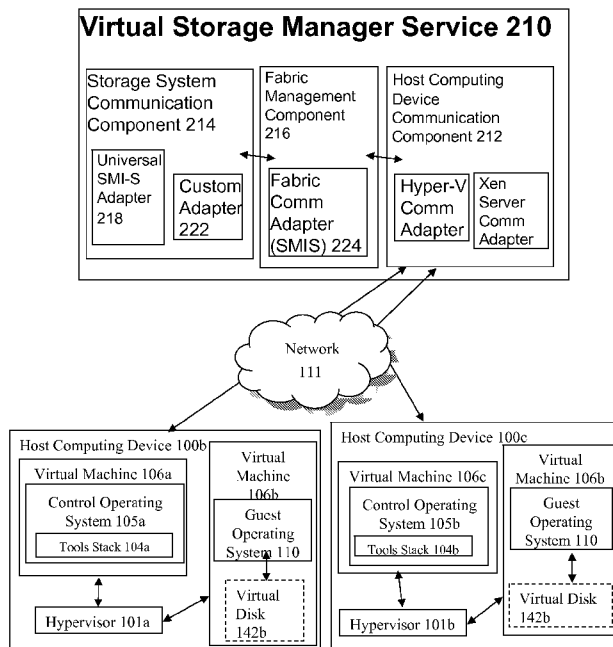 Virtual Storage Manager Service 210
Storage System
Communication
Component 214
Universal
SMI-S
Adapter
218
Custom
Adapter
222
Fabric
Management
Component
216
Fabric
Comm
Adapter
(SMIS) 224
Host Computing
Device
Communication
Component 212
Hyper-V
Comm
Adapter
Xen
Server
Comm
Adapter
Network
111
Host Computing Device 100b
Virtual Machine 106a
Control Operating
System 105a
Tools Stack 104a
Hypervisor 101a
Virtual
Machine
106b
Guest
Operating
System 110
Virtual
Disk
142b
Host Computing Device 100c
Virtual Machine 106c
Control Operating
System 105b
Tools Stack 104b
Hypervisor 101b
Virtual
Machine 106b
Guest
Operating
System 110
Virtual Disk
142b